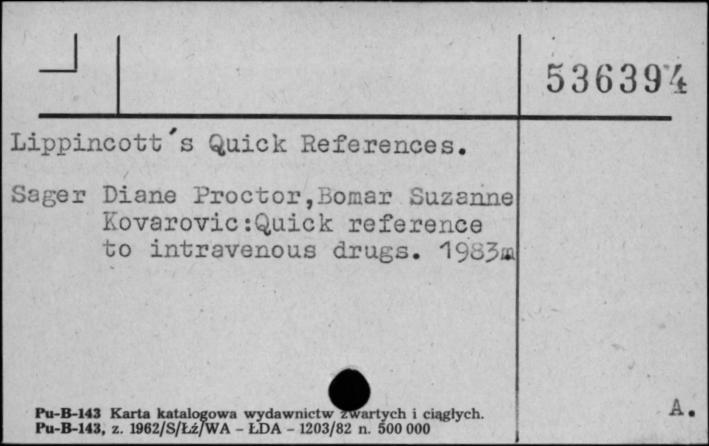 536394
Lippincott's Quick References.
Sager Diane Proctor,Bomar Suzanne
Kovarovic:Quick reference
to intravenous drugs. 1983m
A.
Pu-B-143 Karta katalogowa wydawnictw zwartych i ciągłych.
Pu-B-143, z. 1962/S/Łź/WA - ŁDA - 1203/82 n. 500 000